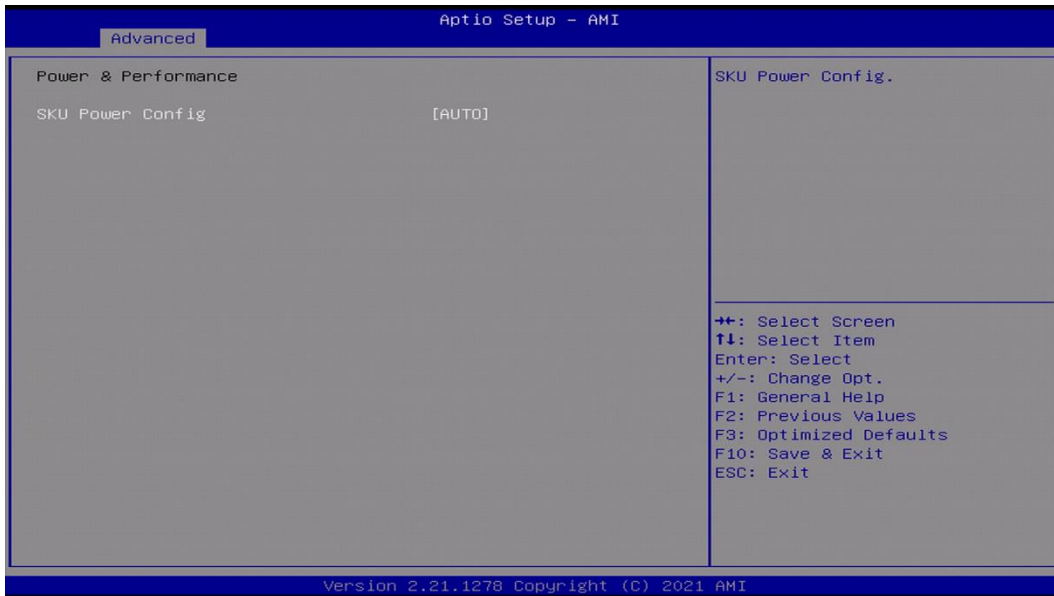 Aptio Setup – AMI
Advanced
Power & Performance
SKU Power Config [AUTO]
SKU Power Config.
→←: Select Screen
↑↓: Select Item
Enter: Select
+/-: Change Opt.
F1: General Help
F2: Previous Values
F3: Optimized Defaults
F10: Save & Exit
ESC: Exit
Version 2.21.1278 Copyright (C) 2021 AMI